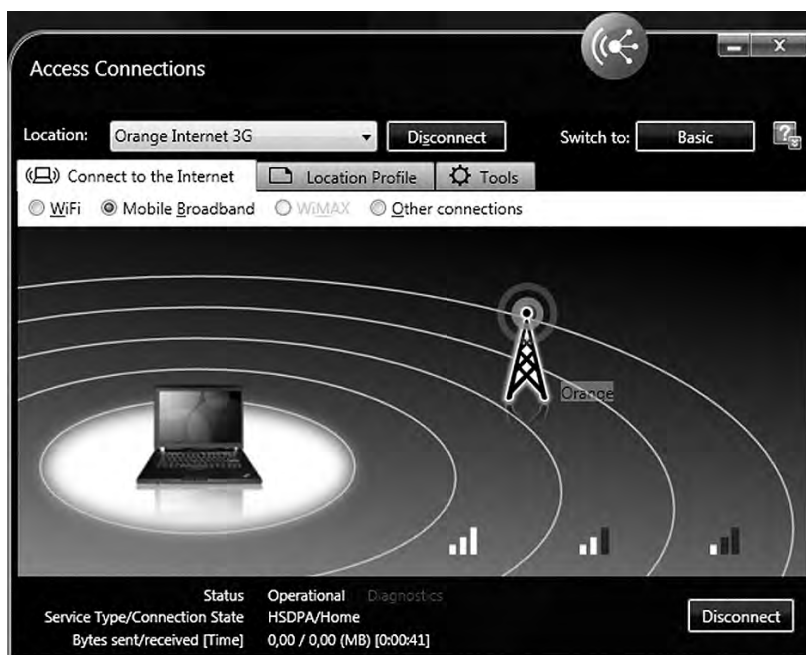 Access Connections
Location: Orange Internet 3G Disconnect Switch to: Basic ?
Connect to the Internet Location Profile Tools
WiFi Mobile Broadband WiMAX Other connections
Orange
Status Operational Diagnostics
Service Type/Connection State HSDPA/Home
Disconnect
Bytes sent/received [Time] 0,00 / 0,00 (MB) [0:00:41]